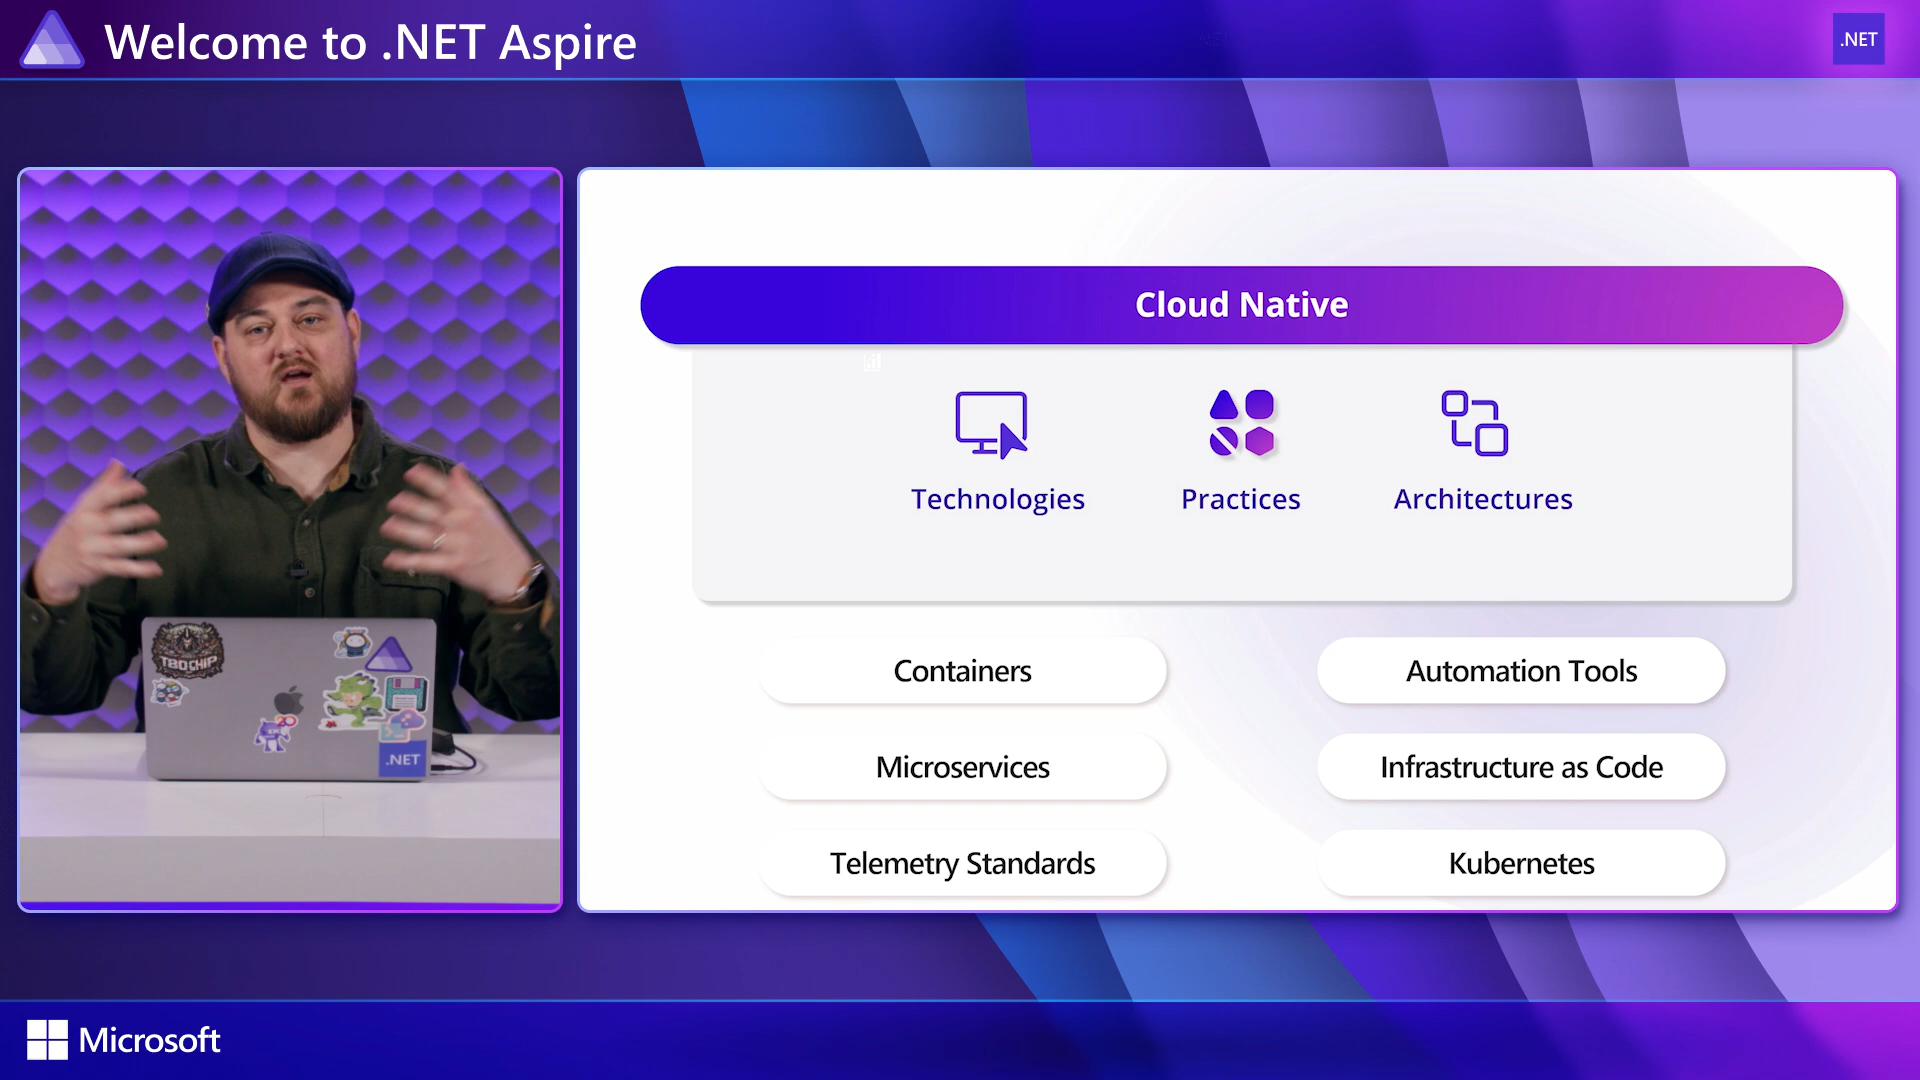 Welcome to .NET Aspire
.NET
Cloud Native
Technologies
Practices
Architectures
Containers
Automation Tools
Microservices
Infrastructure as Code
Telemetry Standards
Kubernetes
TBOCHIP
20
.NET
Microsoft